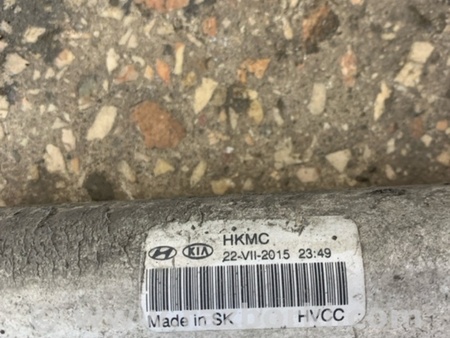 HKMC
KIA
22-VII-2015 23:49
Made in SK HVCC